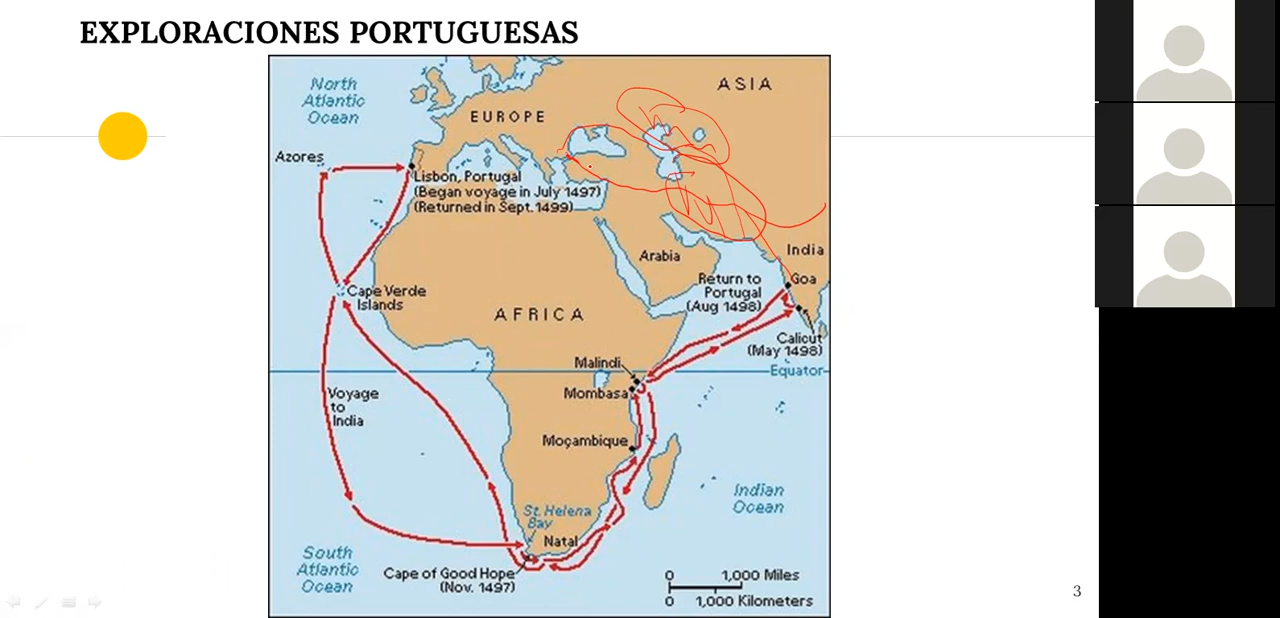 EXPLORACIONES PORTUGUESAS
North
Atlantic
Ocean
ASIA
EUROPE
Azores
Lisbon, Portugal
(Began voyage in July 1497)
(Returned in Sept. 1499)
India
Arabia
Return to
Portugal
(Aug 1498)
Goa
Cape Verde
Islands
AFRICA
Calicut
(May 1498)
Malindi
Equator
Mombasa
Voyage
to
India
Moçambique
Indian
Ocean
St. Helena
Bay
Natal
South
Atlantic
Ocean
Cape of Good Hope
(Nov. 1497)
0 1,000 Miles
0 1,000 Kilometers
3